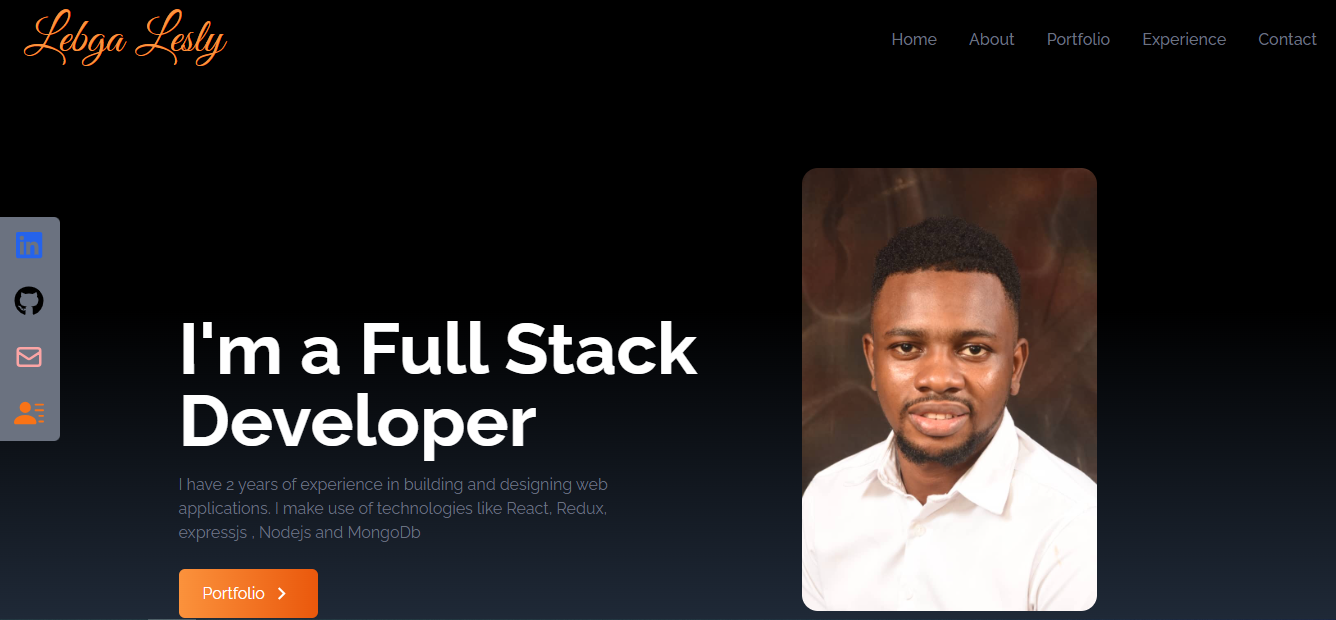 Lebga Lesly
Home About Portfolio Experience Contact
in
I'm a Full Stack
Developer
I have 2 years of experience in building and designing web
applications. I make use of technologies like React, Redux,
expressjs , Nodejs and MongoDb
Portfolio